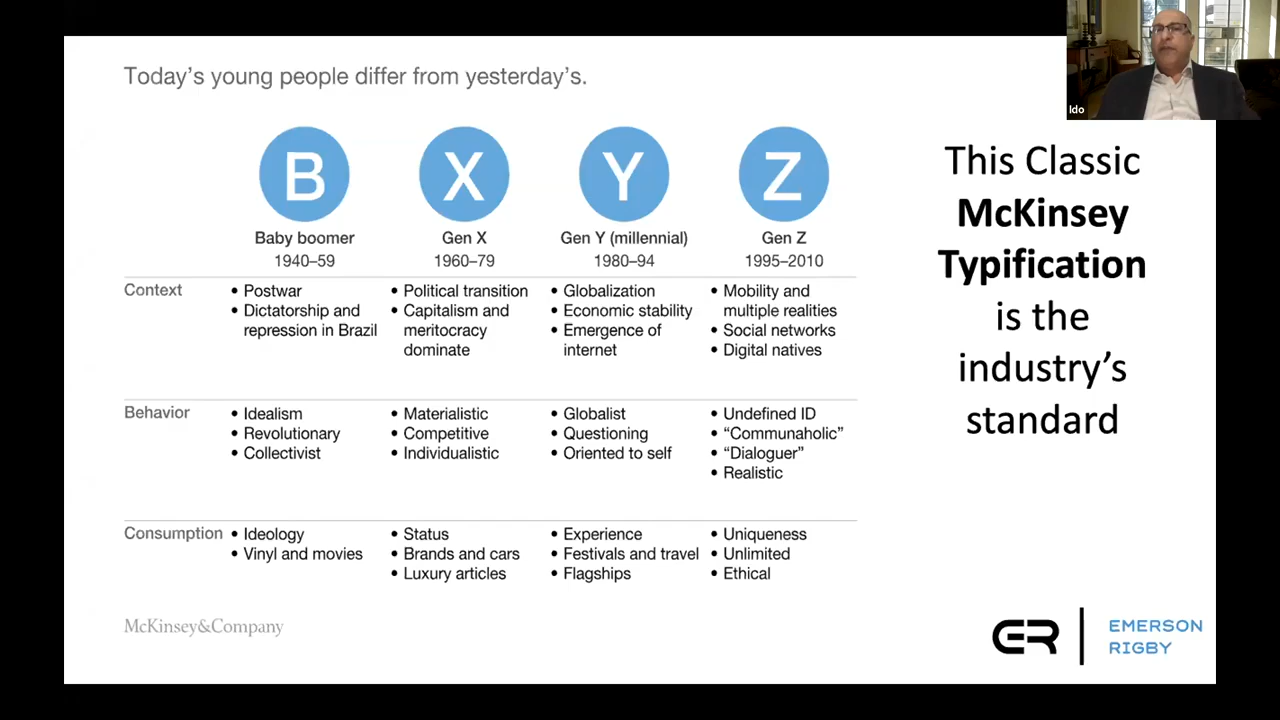 Ido
Today's young people differ from yesterday's.
B X Y Z
Baby boomer Gen X Gen Y (millennial) Gen Z
1940–59 1960–79 1980–94 1995–2010
Context
• Postwar
• Dictatorship and
repression in Brazil
• Political transition
• Capitalism and
meritocracy
dominate
• Globalization
• Economic stability
• Emergence of
internet
• Mobility and
multiple realities
• Social networks
• Digital natives
Behavior
• Idealism
• Revolutionary
• Collectivist
• Materialistic
• Competitive
• Individualistic
• Globalist
• Questioning
• Oriented to self
• Undefined ID
• “Communaholic”
• “Dialoguer”
• Realistic
Consumption
• Ideology
• Vinyl and movies
• Status
• Brands and cars
• Luxury articles
• Experience
• Festivals and travel
• Flagships
• Uniqueness
• Unlimited
• Ethical
McKinsey&Company
This Classic
McKinsey
Typification
is the
industry's
standard
ER
EMERSON
RIGBY